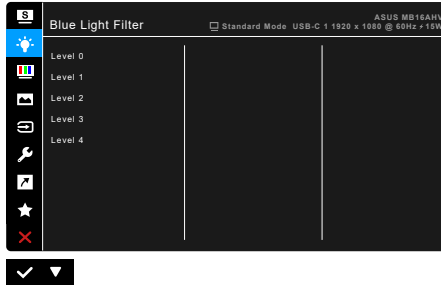 S
Blue Light Filter
ASUS MB16AHV
Standard Mode USB-C 1 1920 x 1080 @ 60Hz ⚡15W
Level 0
Level 1
Level 2
Level 3
Level 4